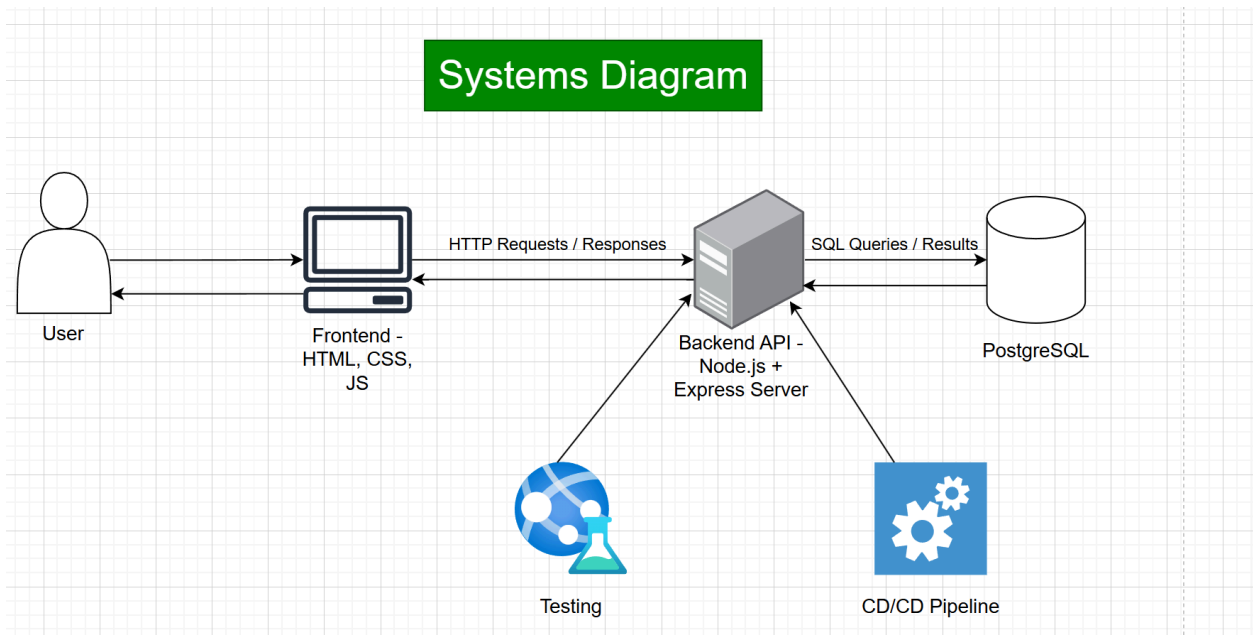 Systems Diagram
HTTP Requests / Responses
SQL Queries / Results
User
Frontend -
HTML, CSS,
JS
Backend API -
Node.js +
Express Server
PostgreSQL
Testing
CD/CD Pipeline